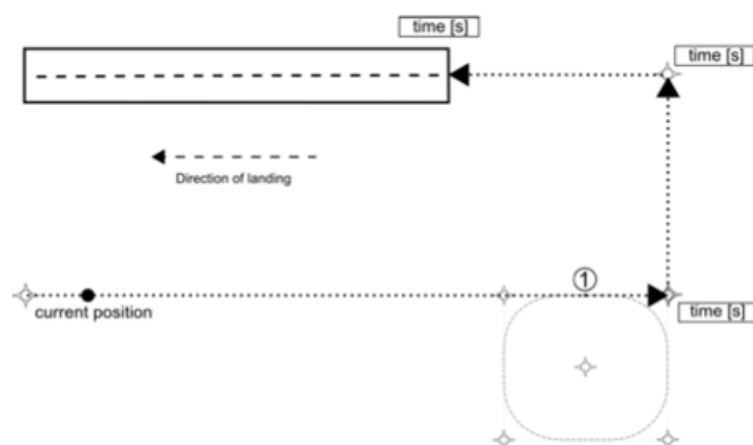 time [s]
time [s]
Direction of landing
1
current position
time [s]